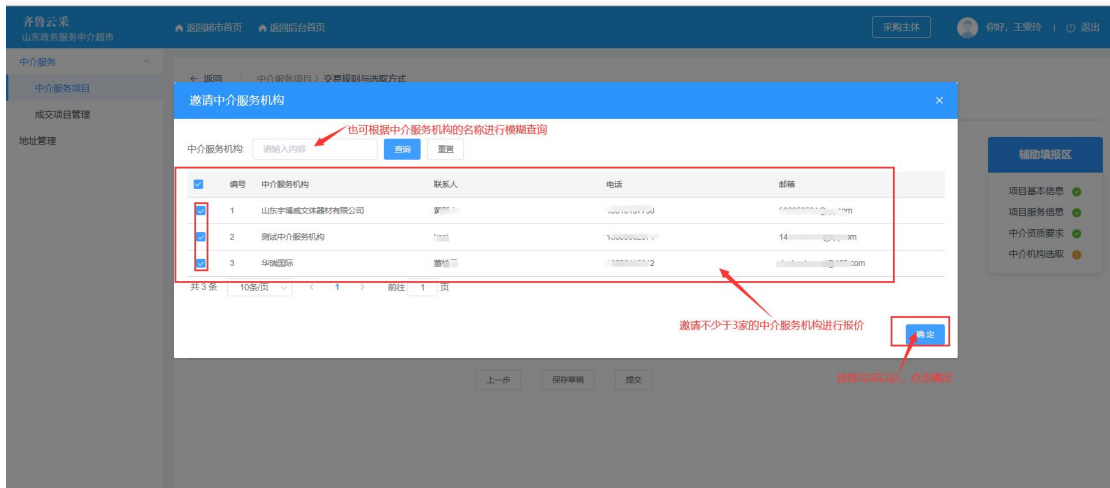 齐鲁云采
山东政务服务中介超市
返回超市首页
返回后台首页
采购主体
你好，王雯玲
退出
中介服务
中介服务项目
成交项目管理
地址管理
← 返回 | 中介服务项目 > 交易规则与选取方式
邀请中介服务机构
×
也可根据中介服务机构的名称进行模糊查询
中介服务机构: 请输入内容 查询 重置
编号 中介服务机构 联系人 电话 邮箱
1 山东宇博威文体器材有限公司
2 测试中介服务机构 14
3 华瑞国际 2 com
共 3 条 10条/页 < 1 > 前往 1 页
邀请不少于3家的中介服务机构进行报价
确定
选择完成以后，点击确定
上一步 保存草稿 提交
辅助填报区
项目基本信息
项目服务信息
中介资质要求
中介机构选取